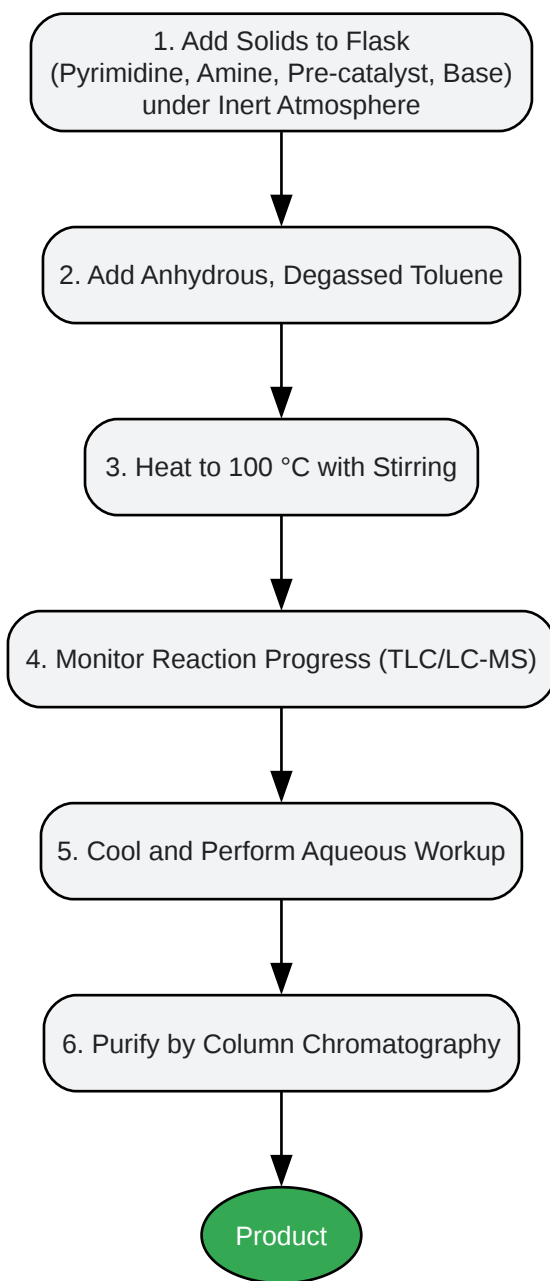 1. Add Solids to Flask
(Pyrimidine, Amine, Pre-catalyst, Base)
under Inert Atmosphere
2. Add Anhydrous, Degassed Toluene
3. Heat to 100 °C with Stirring
4. Monitor Reaction Progress (TLC/LC-MS)
5. Cool and Perform Aqueous Workup
6. Purify by Column Chromatography
Product